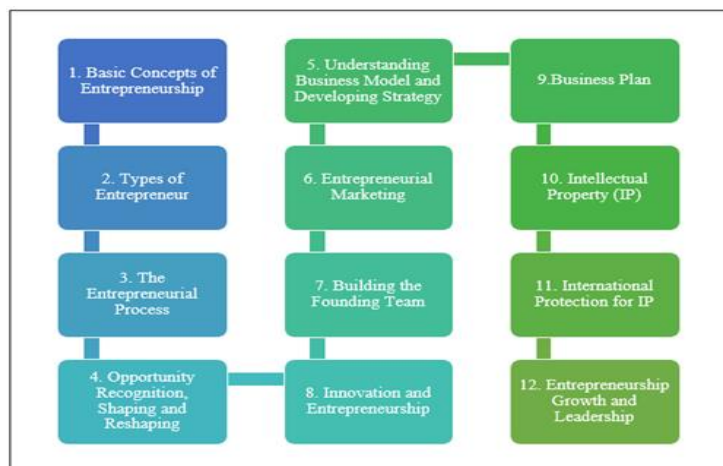 1. Basic Concepts of
Entrepreneurship
2. Types of
Entrepreneur
3. The
Entrepreneurial
Process
4. Opportunity
Recognition,
Shaping and
Reshaping
5. Understanding
Business Model and
Developing Strategy
6. Entrepreneurial
Marketing
7. Building the
Founding Team
8. Innovation and
Entrepreneurship
9.Business Plan
10. Intellectual
Property (IP)
11. International
Protection for IP
12. Entrepreneurship
Growth and
Leadership